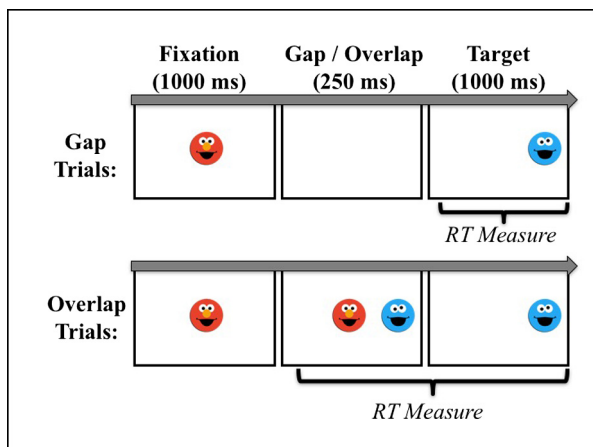 Fixation
(1000 ms)
Gap / Overlap
(250 ms)
Target
(1000 ms)
Gap
Trials:
RT Measure
Overlap
Trials:
RT Measure